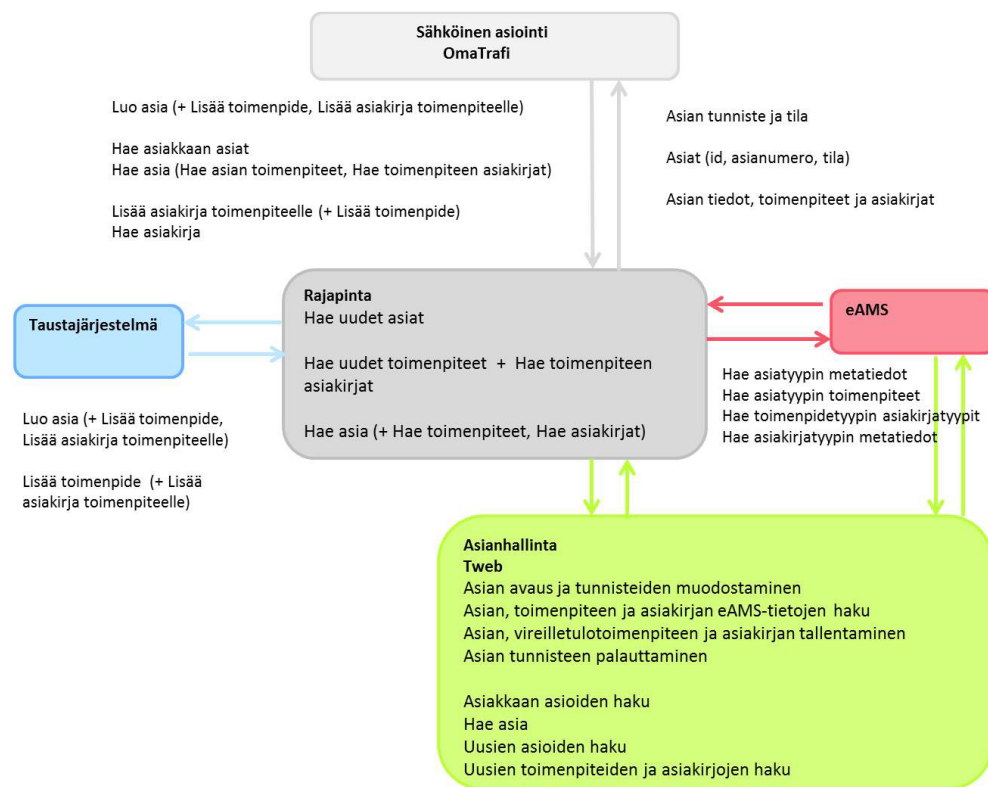 Sähköinen asiointi
OmaTrafi
Luo asia (+ Lisää toimenpide, Lisää asiakirja toimenpiteelle)
Hae asiakkaan asiat
Hae asia (Hae asian toimenpiteet, Hae toimenpiteen asiakirjat)
Lisää asiakirja toimenpiteelle (+ Lisää toimenpide)
Hae asiakirja
Asian tunniste ja tila
Asiat (id, asianumero, tila)
Asian tiedot, toimenpiteet ja asiakirjat
Taustajärjestelmä
Luo asia (+ Lisää toimenpide,
Lisää asiakirja toimenpiteelle)
Lisää toimenpide (+ Lisää
asiakirja toimenpiteelle)
Rajapinta
Hae uudet asiat
Hae uudet toimenpiteet + Hae toimenpiteen
asiakirjat
Hae asia (+ Hae toimenpiteet, Hae asiakirjat)
eAMS
Hae asiatyypin metatiedot
Hae asiatyypin toimenpiteet
Hae toimenpidetyypin asiakirjatyypit
Hae asiakirjatyypin metatiedot
Asianhallinta
Tweb
Asian avaus ja tunnisteiden muodostaminen
Asian, toimenpiteen ja asiakirjan eAMS-tietojen haku
Asian, vireilletulotoimenpiteen ja asiakirjan tallentaminen
Asian tunnisteen palauttaminen
Asiakkaan asioiden haku
Hae asia
Uusien asioiden haku
Uusien toimenpiteiden ja asiakirjojen haku